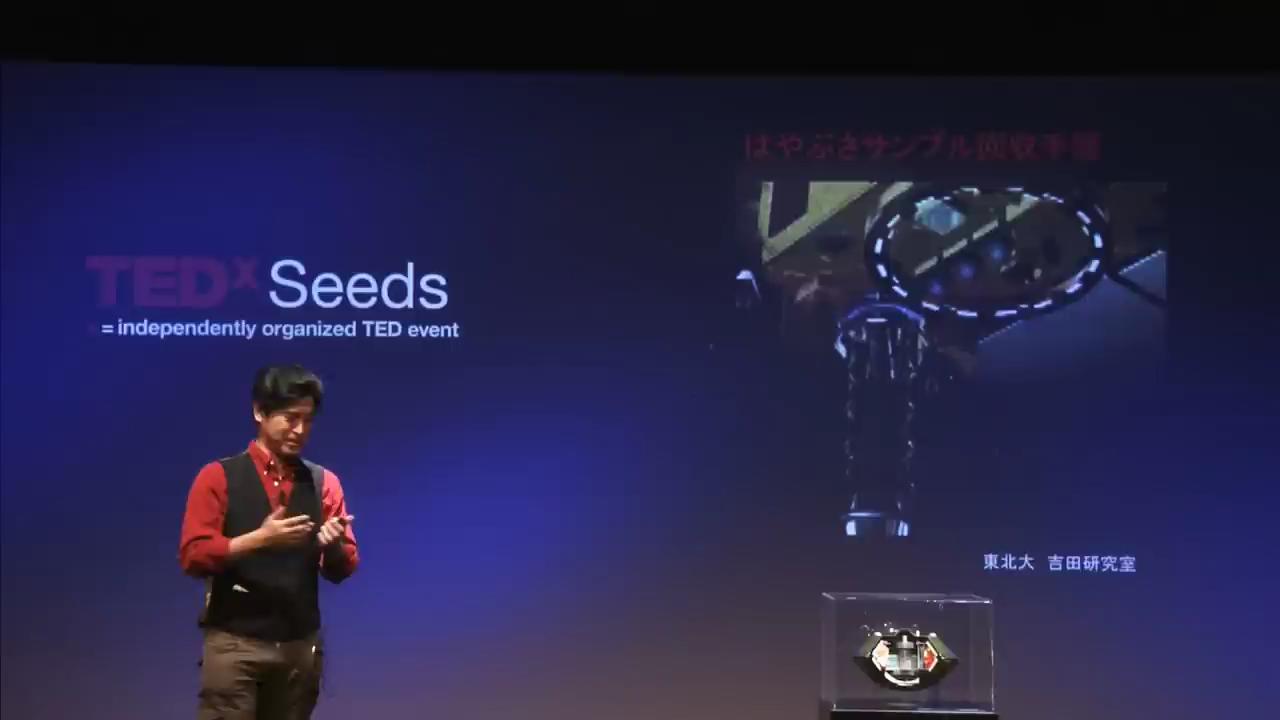 TEDx Seeds
= independently organized TED event
はやぶさサンプル回収手順
東北大 吉田研究室